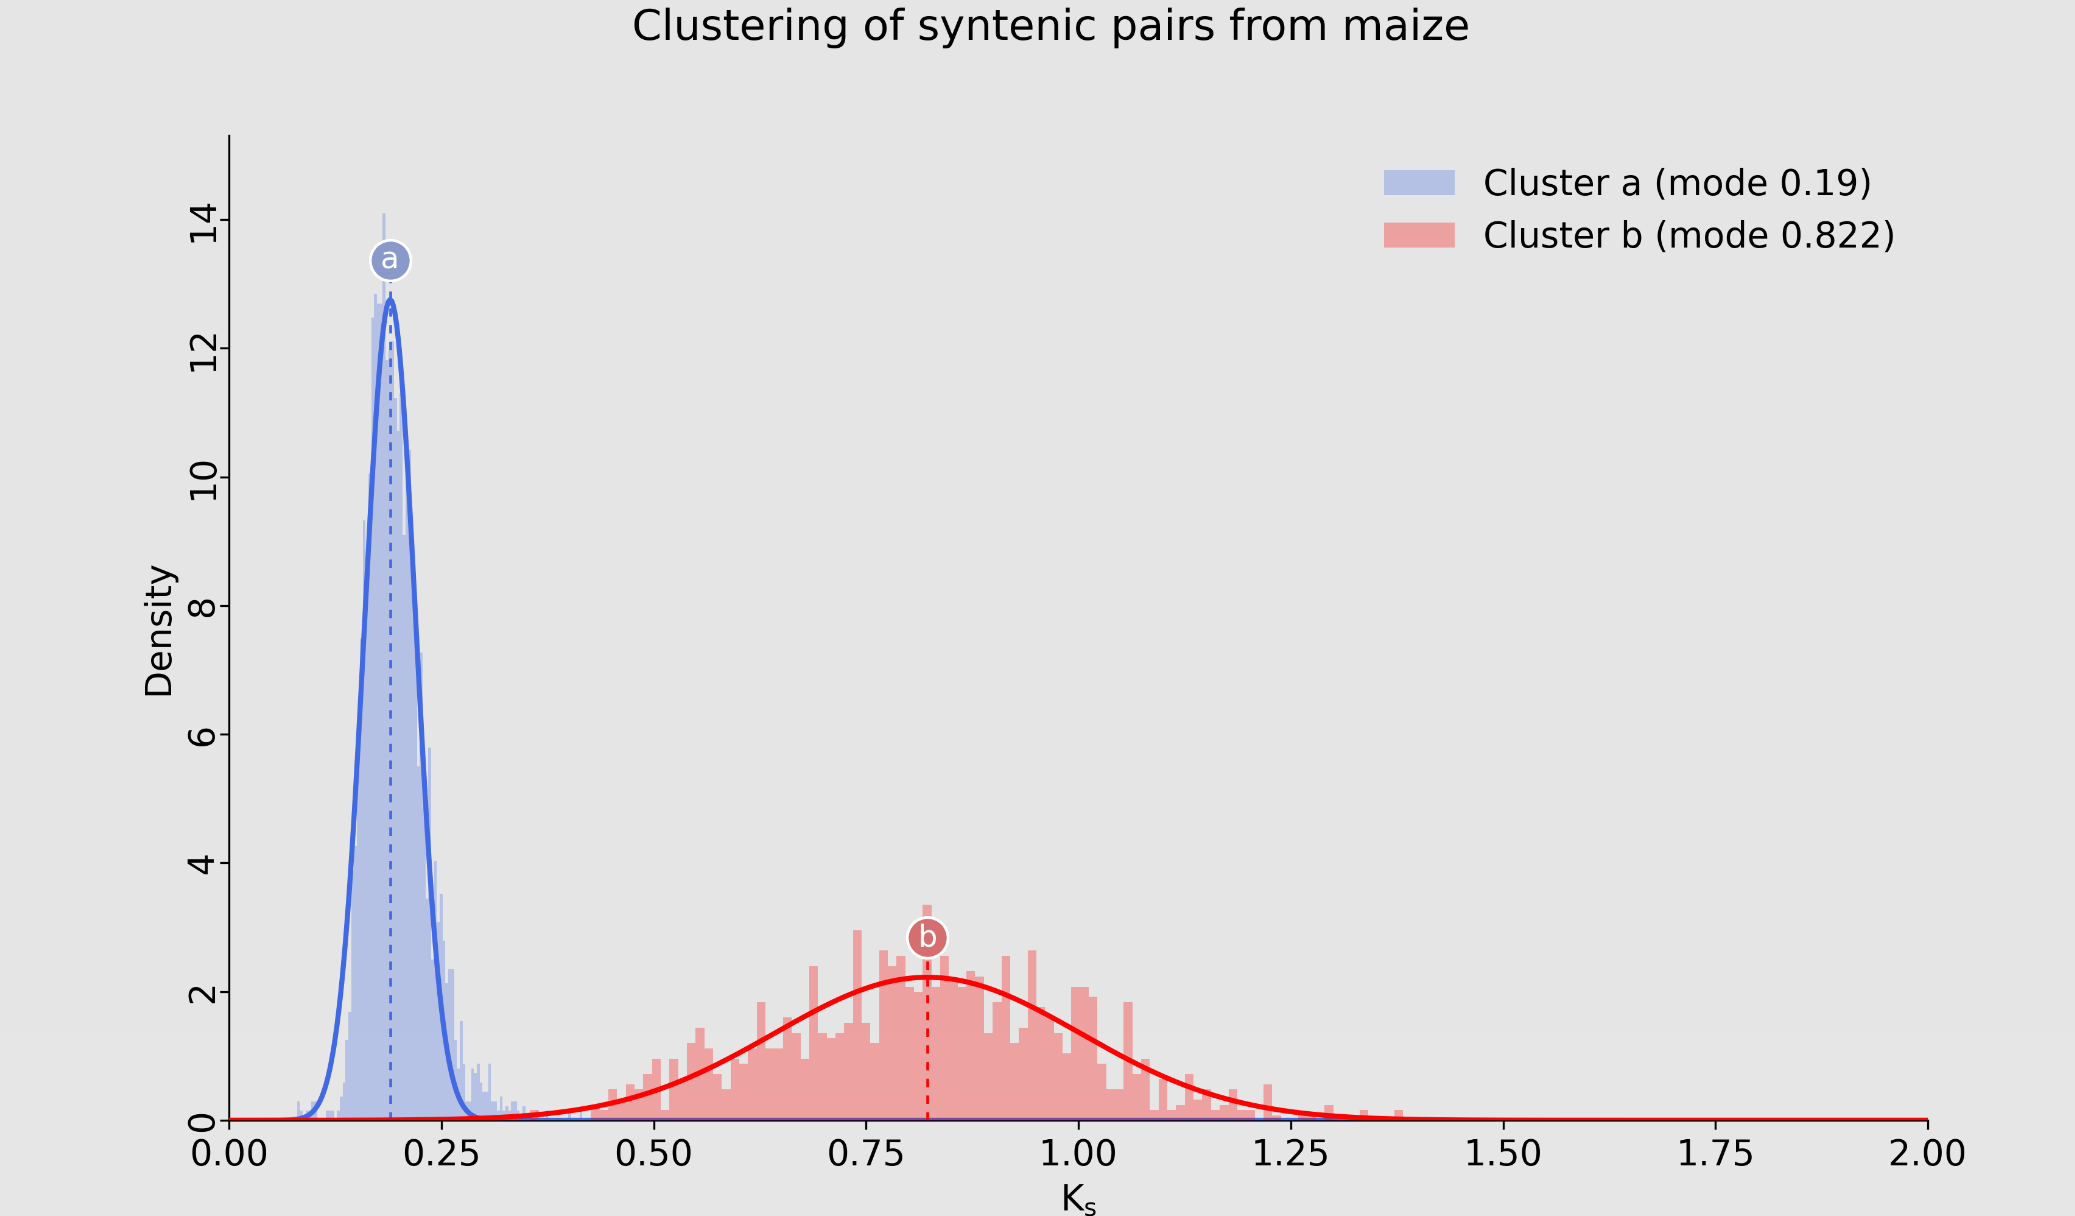 Clustering of syntenic pairs from maize
Cluster a (mode 0.19)
Cluster b (mode 0.822)
a
b
Density
14
12
10
8
6
4
2
0
0.00 0.25 0.50 0.75 1.00 1.25 1.50 1.75 2.00
Ks